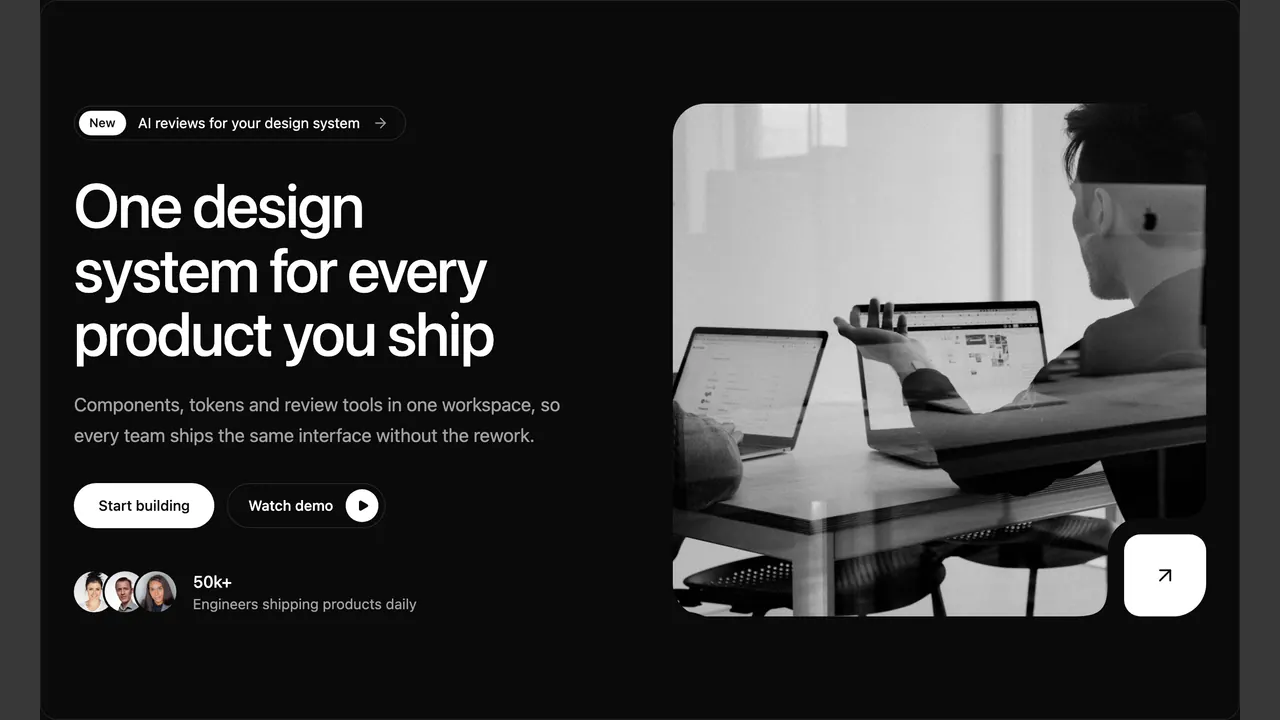 New AI reviews for your design system
One design
system for every
product you ship
Components, tokens and review tools in one workspace, so
every team ships the same interface without the rework.
Start building
Watch demo
50k+
Engineers shipping products daily